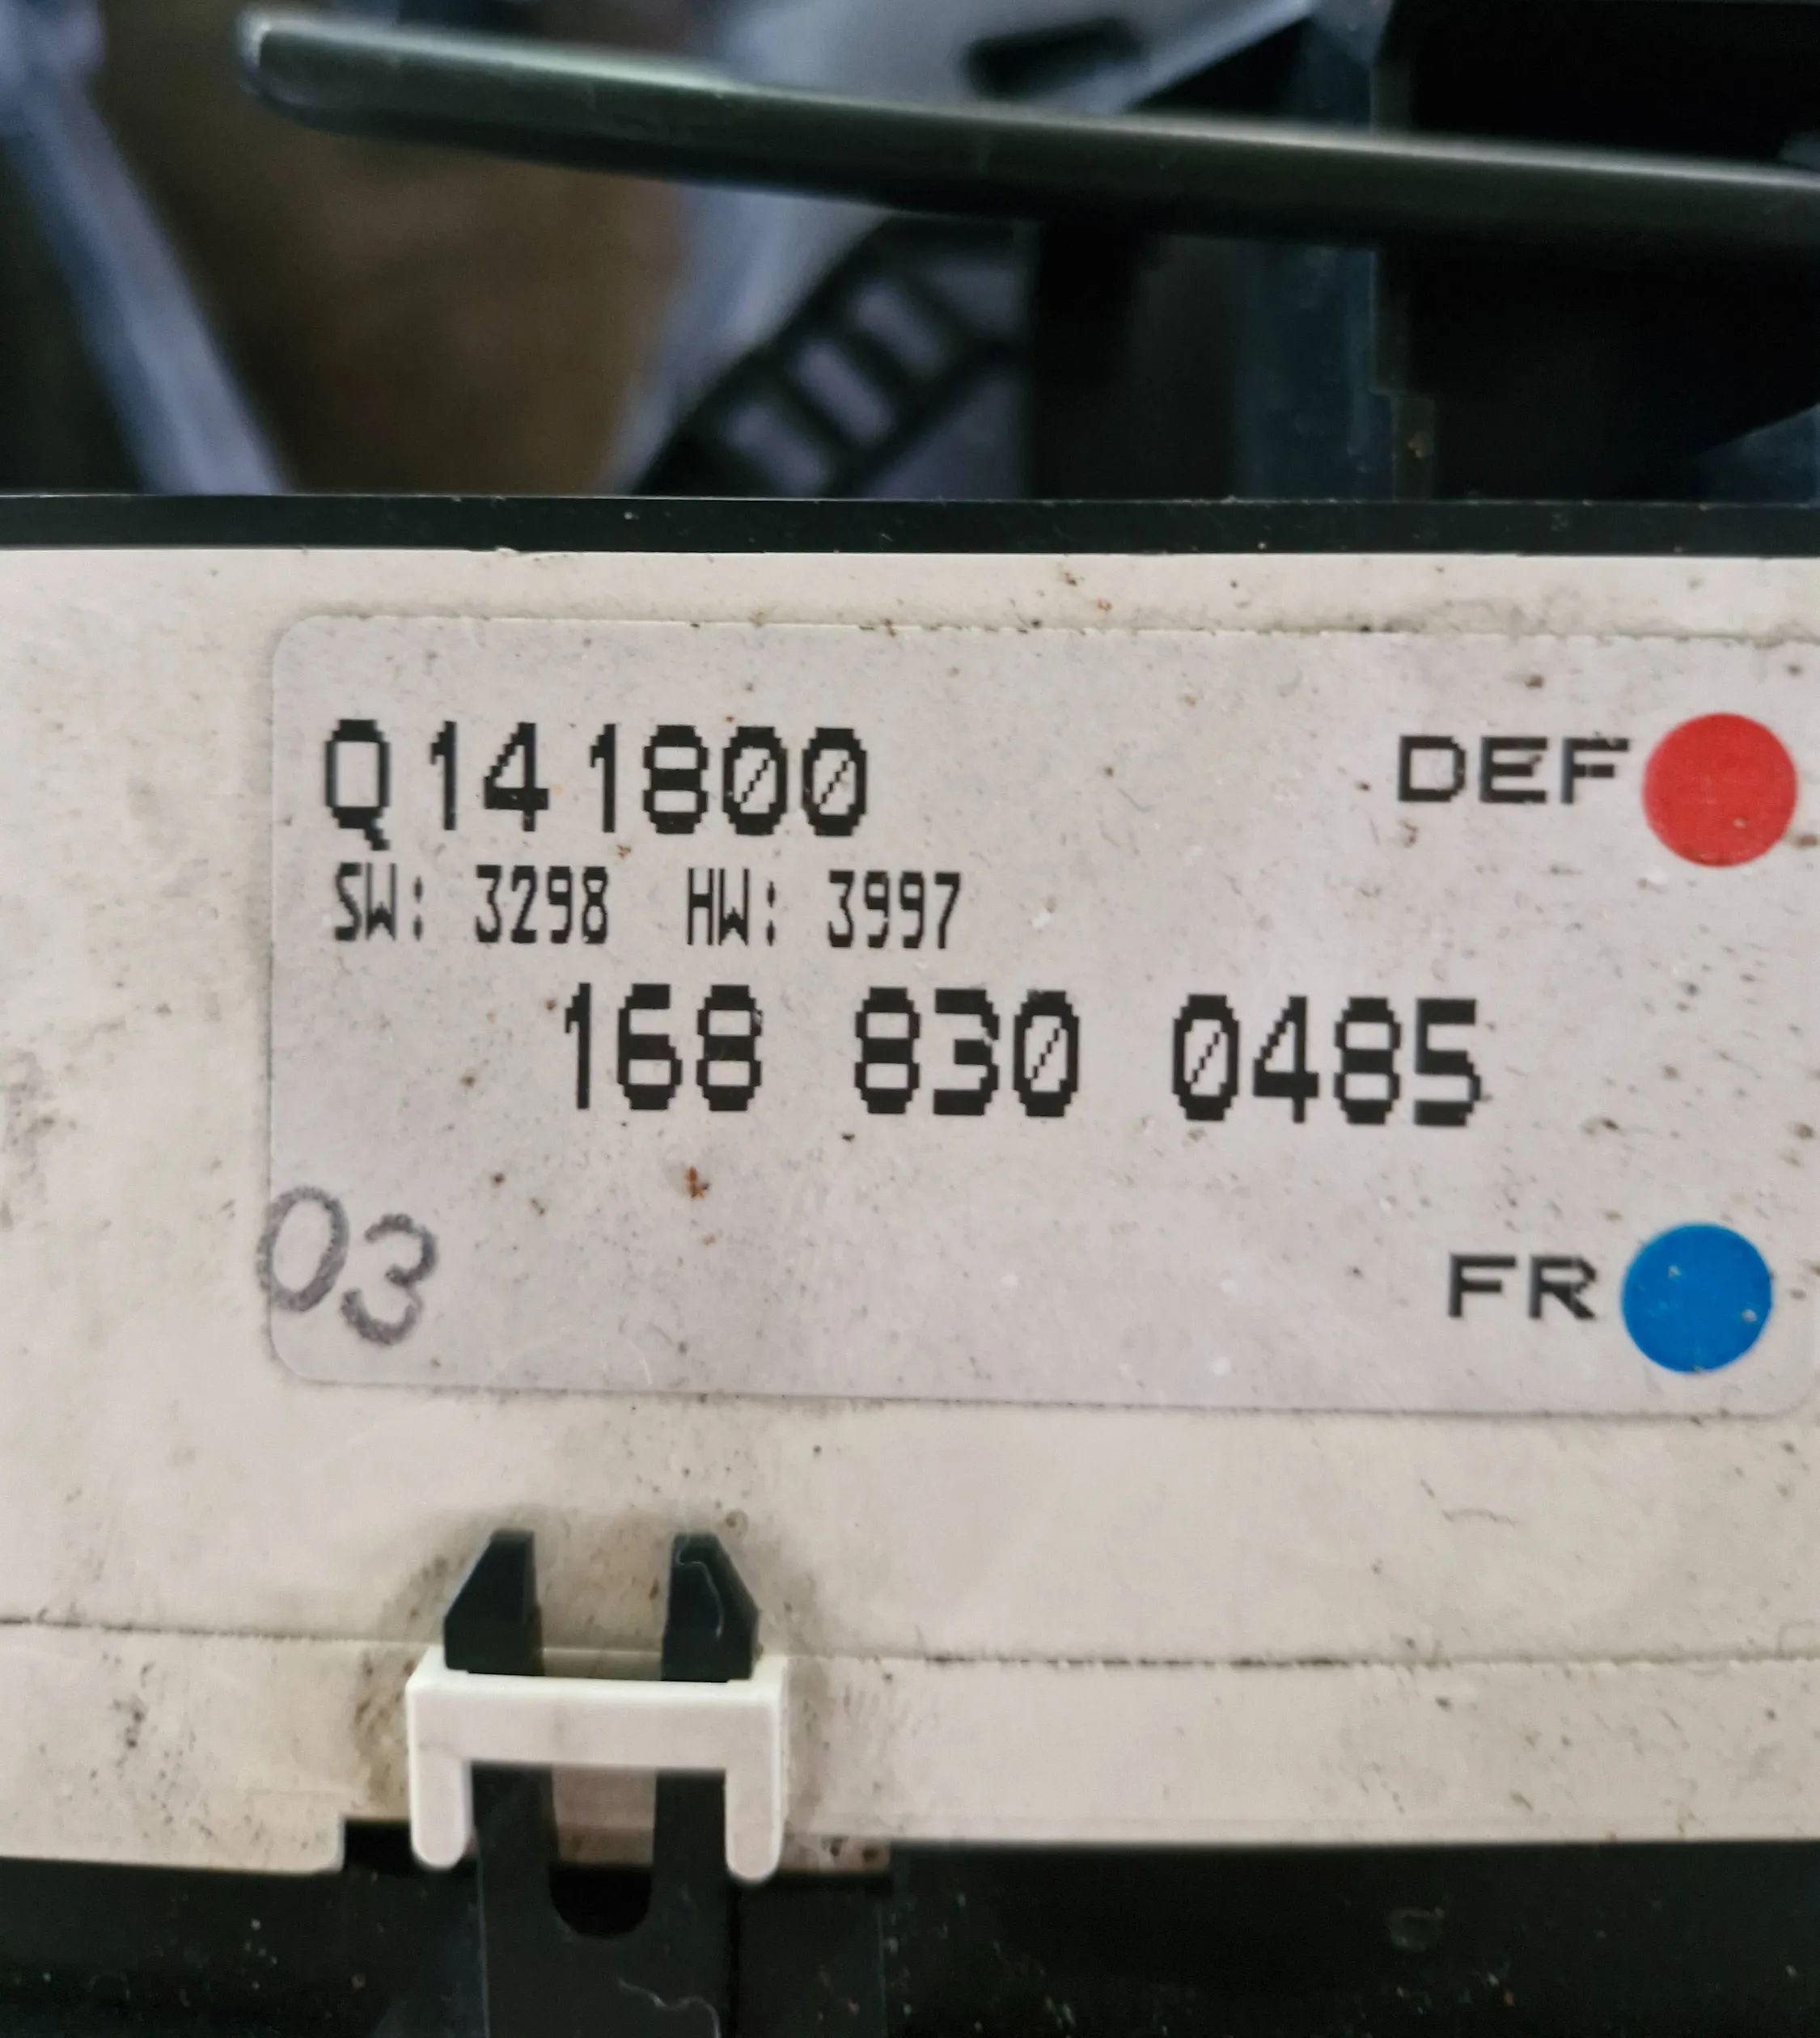 Q141800
DEF
SW: 3298 HW: 3997
168 830 0485
03
FR